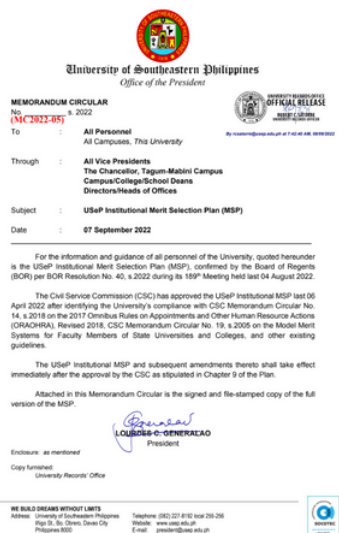 University of Southeastern Philippines
Office of the President
MEMORANDUM CIRCULAR
No. s. 2022
(MC2022-05)
UNIVERSITY RECORDS OFFICE
OFFICIAL RELEASE
To : All Personnel
All Campuses, This University
Through : All Vice Presidents
The Chancellor, Tagum-Mabini Campus
Campus/College/School Deans
Directors/Heads of Offices
Subject : USeP Institutional Merit Selection Plan (MSP)
Date : 07 September 2022
For the information and guidance of all personnel of the University, quoted hereunder
is the USeP Institutional Merit Selection Plan (MSP), confirmed by the Board of Regents
(BOR) per BOR Resolution No. 40, s.2022 during its 189th Meeting held last 04 August 2022.
The Civil Service Commission (CSC) has approved the USeP Institutional MSP last 06
April 2022 after identifying the University's compliance with CSC Memorandum Circular No.
14, s.2018 on the 2017 Omnibus Rules on Appointments and Other Human Resource Actions
(ORAOHRA), Revised 2018, CSC Memorandum Circular No. 19, s.2005 on the Model Merit
Systems for Faculty Members of State Universities and Colleges, and other existing
guidelines.
The USeP Institutional MSP and subsequent amendments thereto shall take effect
immediately after the approval by the CSC as stipulated in Chapter 9 of the Plan.
Attached in this Memorandum Circular is the signed and file-stamped copy of the full
version of the MSP.
LOURDES C. GENERALAO
President
Enclosure: as mentioned
Copy furnished:
University Records' Office
WE BUILD DREAMS WITHOUT LIMITS
Address: University of Southeastern Philippines Telephone: (082) 227-8192 local
Iñigo St., Bo. Obrero, Davao City Website: www.usep.edu.ph
Philippines 8000 E-mail: president@usep.edu.ph
SOCOTEC